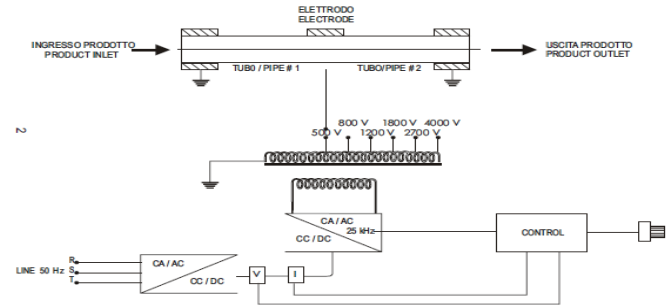 ELETTRODO
ELECTRODE
INGRESSO PRODOTTO
PRODUCT INLET
USCITA PRODOTTO
PRODUCT OUTLET
TUB0 / PIPE # 1
TUBO/PIPE # 2
2
800 V 1800 V 4000 V
500 V 1200 V 2700 V
CA / AC
25 kHz
CC / DC
CONTROL
R
LINE 50 Hz S
T
CA / AC
CC / DC
V
I